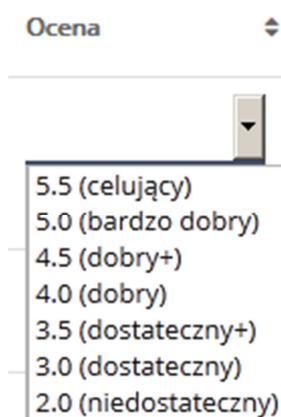 Ocena
5.5 (celujący)
5.0 (bardzo dobry)
4.5 (dobry+)
4.0 (dobry)
3.5 (dostateczny+)
3.0 (dostateczny)
2.0 (niedostateczny)